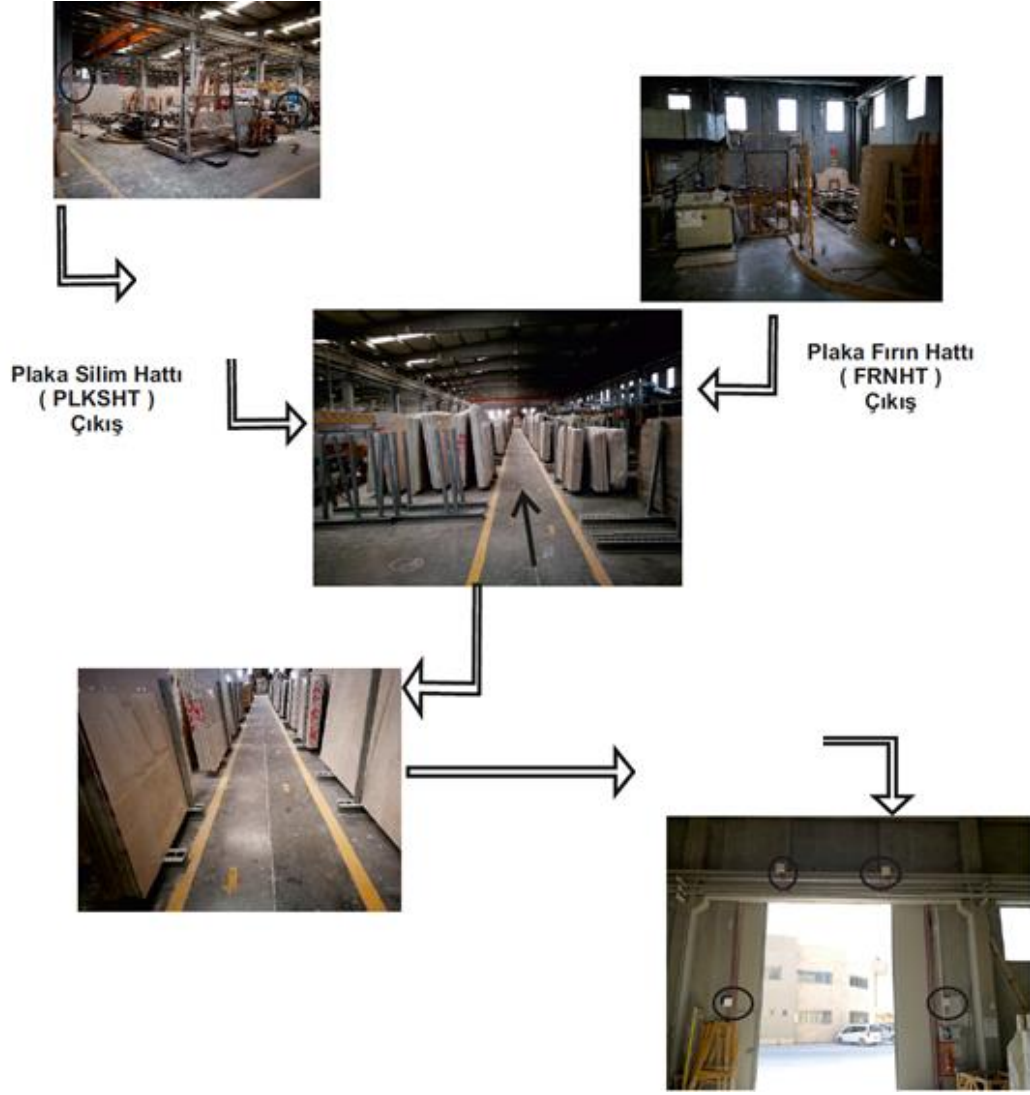 Plaka Silim Hattı
( PLKSHT )
Çıkış
Plaka Fırın Hattı
( FRNHT )
Çıkış